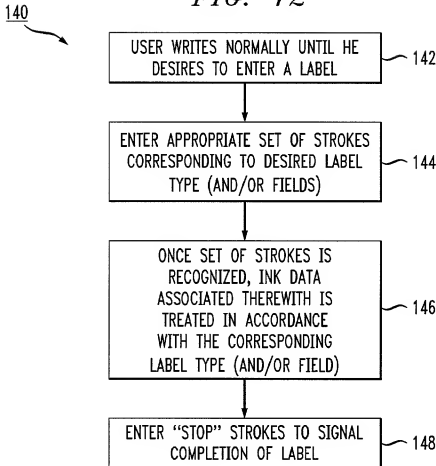 140
USER WRITES NORMALLY UNTIL HE
DESIRES TO ENTER A LABEL
142
ENTER APPROPRIATE SET OF STROKES
CORRESPONDING TO DESIRED LABEL
TYPE (AND/OR FIELDS)
144
ONCE SET OF STROKES IS
RECOGNIZED, INK DATA
ASSOCIATED THEREWITH IS
TREATED IN ACCORDANCE
WITH THE CORRESPONDING
LABEL TYPE (AND/OR FIELD)
146
ENTER “STOP” STROKES TO SIGNAL
COMPLETION OF LABEL
148